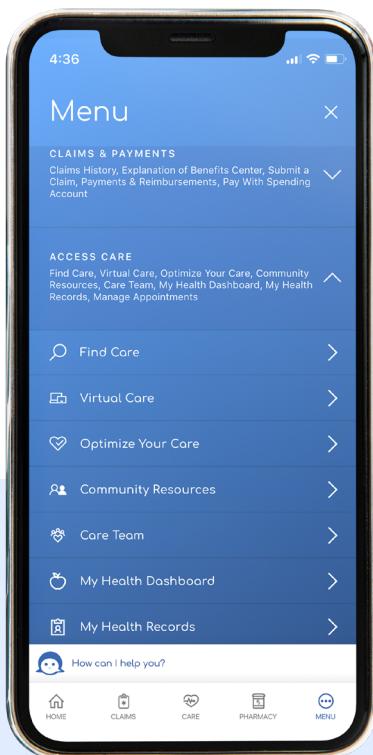 4:36
Menu
CLAIMS & PAYMENTS
Claims History, Explanation of Benefits Center, Submit a
Claim, Payments & Reimbursements, Pay With Spending
Account
ACCESS CARE
Find Care, Virtual Care, Optimize Your Care, Community
Resources, Care Team, My Health Dashboard, My Health
Records, Manage Appointments
Find Care
Virtual Care
Optimize Your Care
Community Resources
Care Team
My Health Dashboard
My Health Records
How can I help you?
HOME CLAIMS CARE PHARMACY MENU